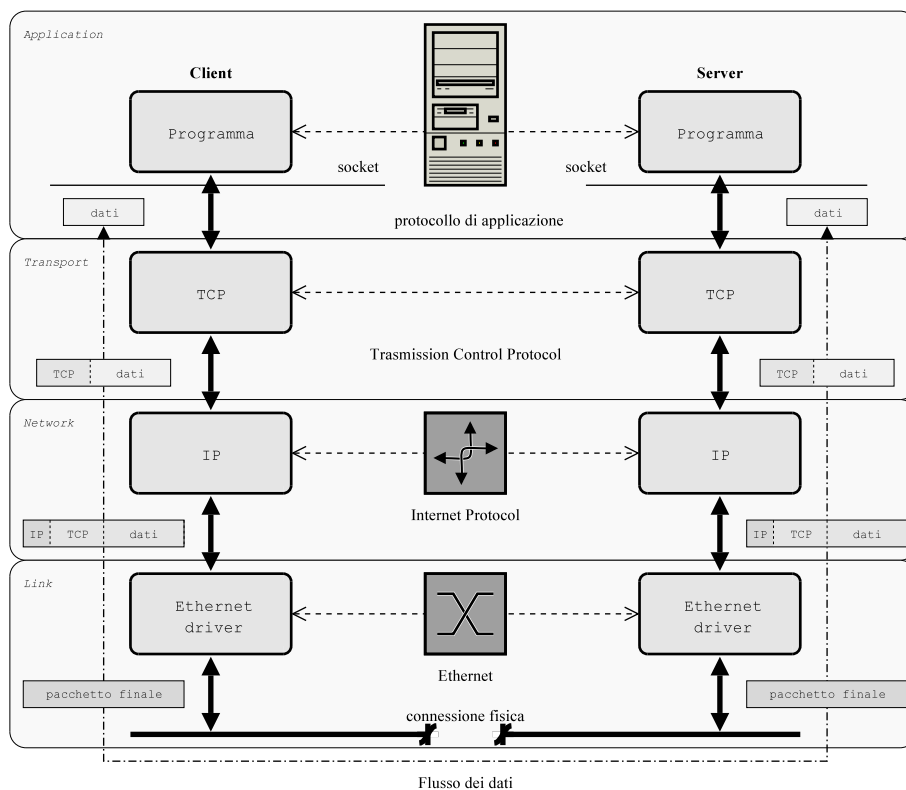 Application
Client
Server
Programma
Programma
socket
socket
dati
protocollo di applicazione
dati
Transport
TCP
TCP
Trasmission Control Protocol
TCP dati
TCP dati
Network
IP
IP
Internet Protocol
IP TCP dati
IP TCP dati
Link
Ethernet
driver
Ethernet
driver
Ethernet
pacchetto finale
pacchetto finale
connessione fisica
Flusso dei dati